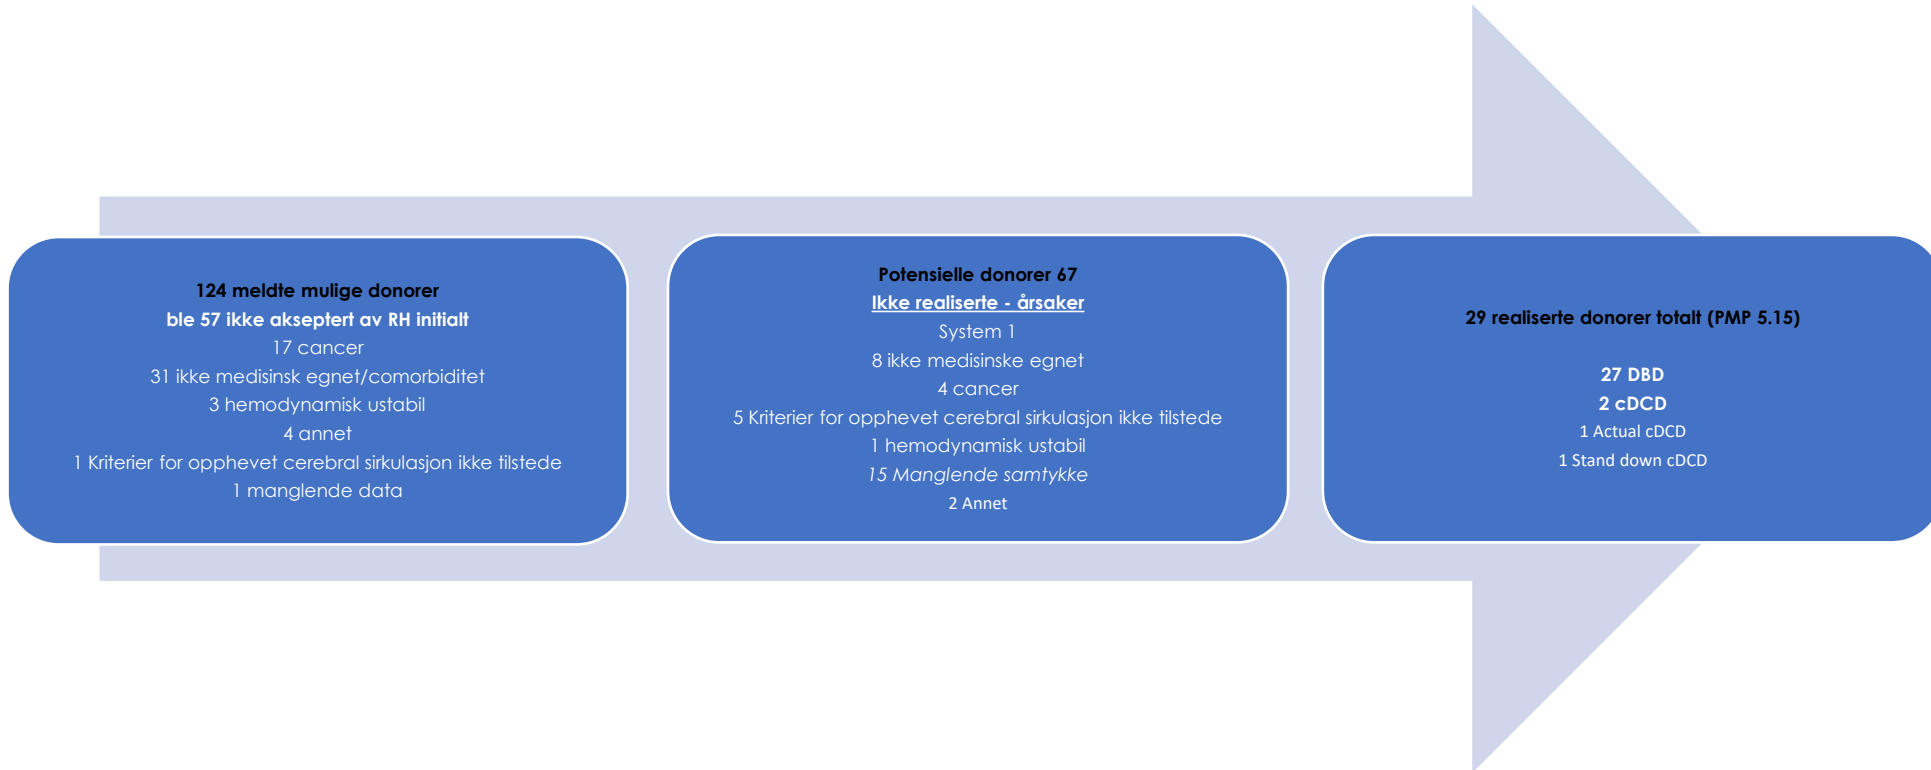 124 meldte mulige donorer
ble 57 ikke akseptert av RH initialt
17 cancer
31 ikke medisinsk egnet/comorbiditet
3 hemodynamisk ustabil
4 annet
1 Kriterier for opphevet cerebral sirkulasjon ikke tilstede
1 manglende data
Potensielle donorer 67
Ikke realiserte - årsaker
System 1
8 ikke medisinske egnet
4 cancer
5 Kriterier for opphevet cerebral sirkulasjon ikke tilstede
1 hemodynamisk ustabil
15 Manglende samtykke
2 Annet
29 realiserte donorer totalt (PMP 5.15)
27 DBD
2 cDCD
1 Actual cDCD
1 Stand down cDCD